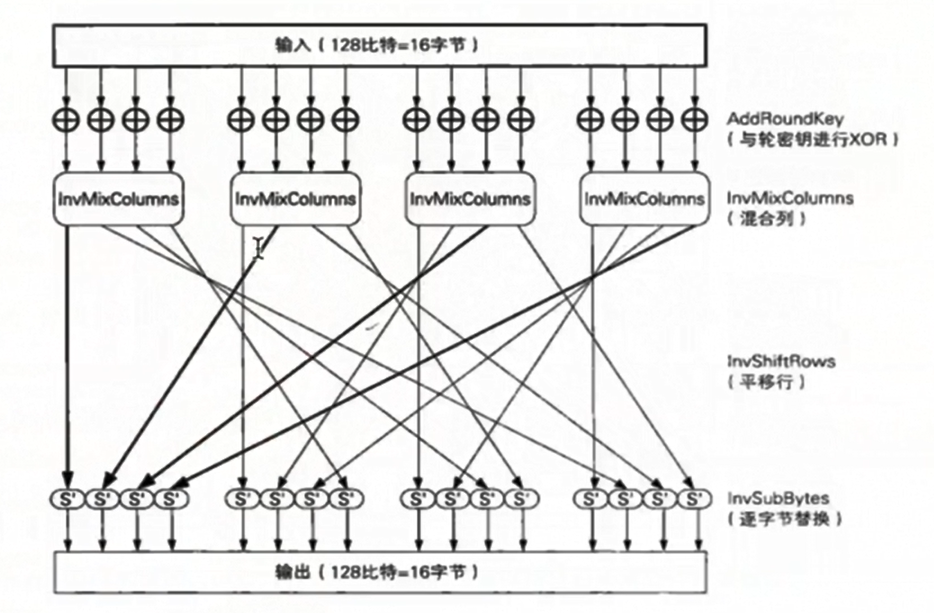 输入（128比特=16字节）
AddRoundKey
（与轮密钥进行XOR）
InvMixColumns InvMixColumns InvMixColumns InvMixColumns
InvMixColumns
（混合列）
InvShiftRows
（平移行）
S' S' S' S' S' S' S' S' S' S' S' S' S' S' S' S'
InvSubBytes
（逐字节替换）
输出（128比特=16字节）